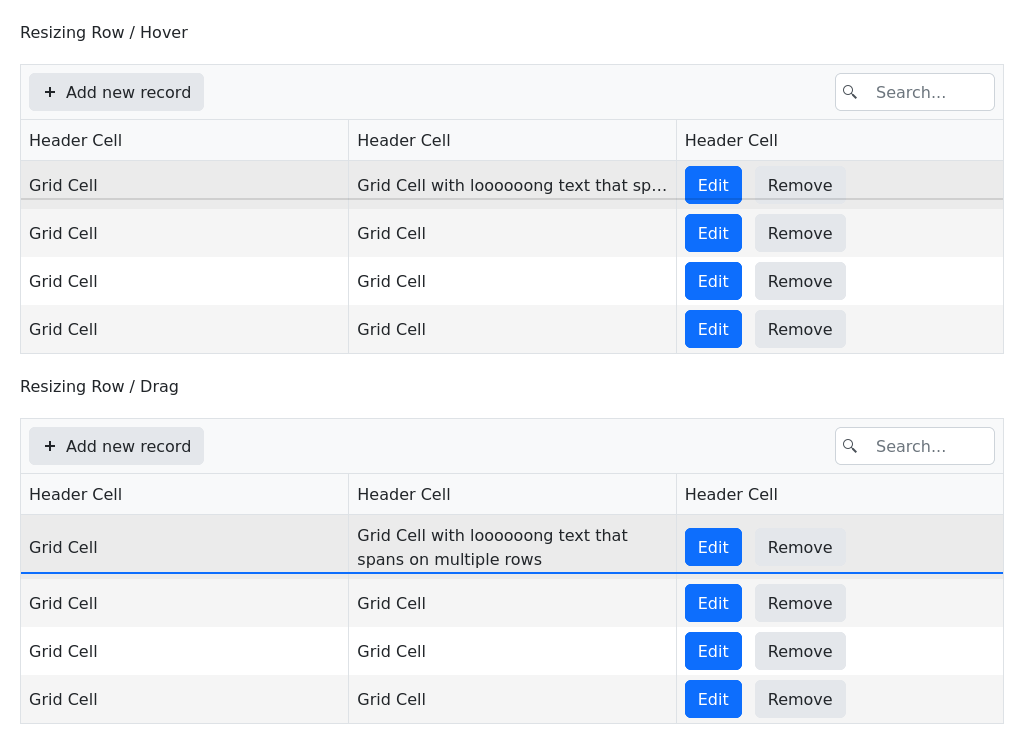 Resizing Row / Hover
Add new record
Search...
Header Cell
Header Cell
Header Cell
Grid Cell
Grid Cell with loooooong text that sp...
Edit
Remove
Grid Cell
Grid Cell
Edit
Remove
Grid Cell
Grid Cell
Edit
Remove
Grid Cell
Grid Cell
Edit
Remove
Resizing Row / Drag
Add new record
Search...
Header Cell
Header Cell
Header Cell
Grid Cell
Grid Cell with loooooong text that
spans on multiple rows
Edit
Remove
Grid Cell
Grid Cell
Edit
Remove
Grid Cell
Grid Cell
Edit
Remove
Grid Cell
Grid Cell
Edit
Remove